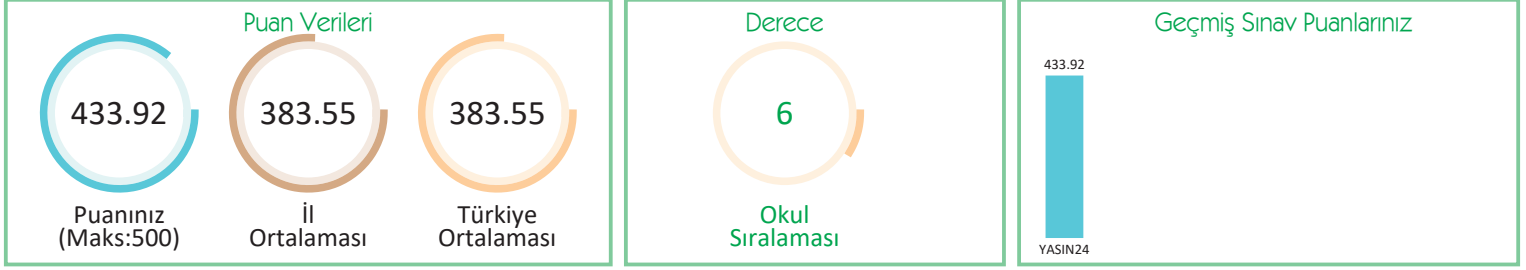 Puan Verileri
433.92
383.55
383.55
Puanınız
(Maks:500)
İl
Ortalaması
Türkiye
Ortalaması
Derece
6
Okul
Sıralaması
Geçmiş Sınav Puanlarınız
433.92
YASIN24